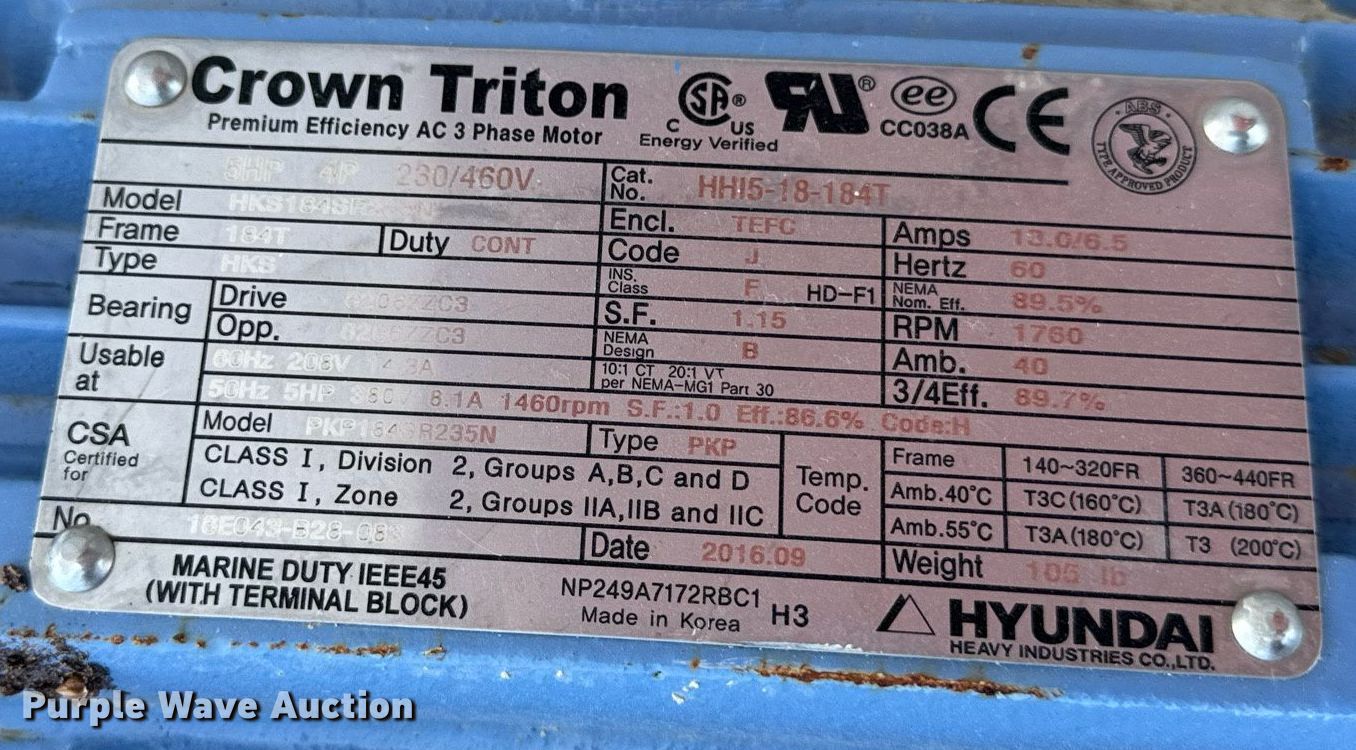 Crown Triton
Premium Efficiency AC 3 Phase Motor
SA ®
C US
Energy Verified
RU ®
ee
CC038A
CE
ABS
TYPE APPROVED PRODUCT
5HP 4P 230/460V
Cat. No. HHI5-18-184T
Model
Encl. TEFC
Amps 13.0/6.5
Frame 184T Duty CONT
Code J
Hertz 60
Type HKS
INS. Class F HD-F1
NEMA Nom. Eff. 89.5%
Bearing
Drive
S.F. 1.15
RPM 1760
Opp.
NEMA Design B
Amb. 40
Usable at
60Hz 208V
10:1 CT 20:1 VT
per NEMA-MG1 Part 30
3/4Eff. 89.7%
50Hz 5HP 8.1A 1460rpm S.F.:1.0 Eff.:86.6% Code:H
CSA
Certified
for
Model PKP184SR235N Type PKP
CLASS I, Division 2, Groups A,B,C and D
CLASS I, Zone 2, Groups IIA,IIB and IIC
Temp. Code
Frame 140~320FR 360~440FR
Amb.40°C T3C(160°C) T3A(180°C)
Amb.55°C T3A(180°C) T3 (200°C)
No.
Date 2016.09
Weight 105 lb
MARINE DUTY IEEE45
(WITH TERMINAL BLOCK)
NP249A7172RBC1
Made in Korea H3
HYUNDAI
HEAVY INDUSTRIES CO.,LTD.
Purple Wave Auction